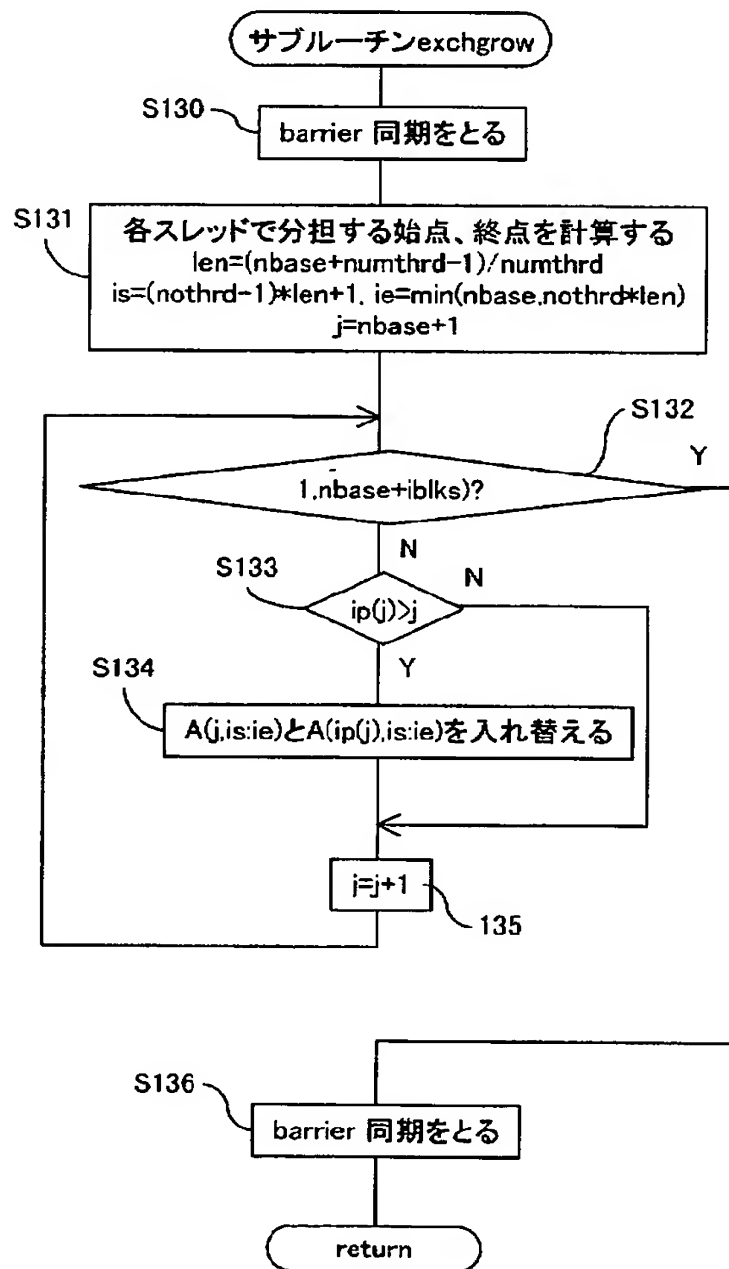 サブルーチンexchgrow
S130
barrier 同期をとる
S131
各スレッドで分担する始点、終点を計算する
len=(nbase+numthrd-1)/numthrd
is=(nothrd-1)*len+1. ie=min(nbase,nothrd*len)
j=nbase+1
S132
Y
1,nbase+iblks)?
N
S133
N
ip(j)>j
Y
S134
A(j,is:ie)とA(ip(j),is:ie)を入れ替える
j=j+1
135
S136
barrier 同期をとる
return